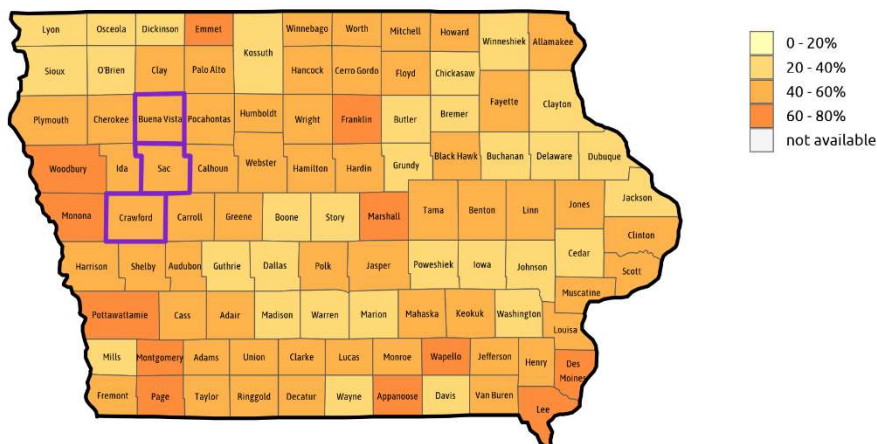 Lyon Osceola Dickinson Emmet Winnebago Worth Mitchell Howard Winneshiek Allamakee
Kossuth
Sioux O'Brien Clay Palo Alto Hancock Cerro Gordo Floyd Chickasaw
Fayette Clayton
Plymouth Cherokee Buena Vista Pocahontas Humboldt Wright Franklin Butler Bremer
Woodbury Ida Sac Calhoun Webster Hamilton Hardin Grundy Black Hawk Buchanan Delaware Dubuque
Jackson
Monona Crawford Carroll Greene Boone Story Marshall Tama Benton Linn Jones
Clinton
Cedar
Harrison Shelby Audubon Guthrie Dallas Polk Jasper Poweshiek Iowa Johnson Scott
Muscatine
Pottawattamie Cass Adair Madison Warren Marion Mahaska Keokuk Washington
Louisa
Mills Montgomery Adams Union Clarke Lucas Monroe Wapello Jefferson Henry Des
Moines
Fremont Page Taylor Ringgold Decatur Wayne Appanoose Davis Van Buren Lee
0 - 20%
20 - 40%
40 - 60%
60 - 80%
not available